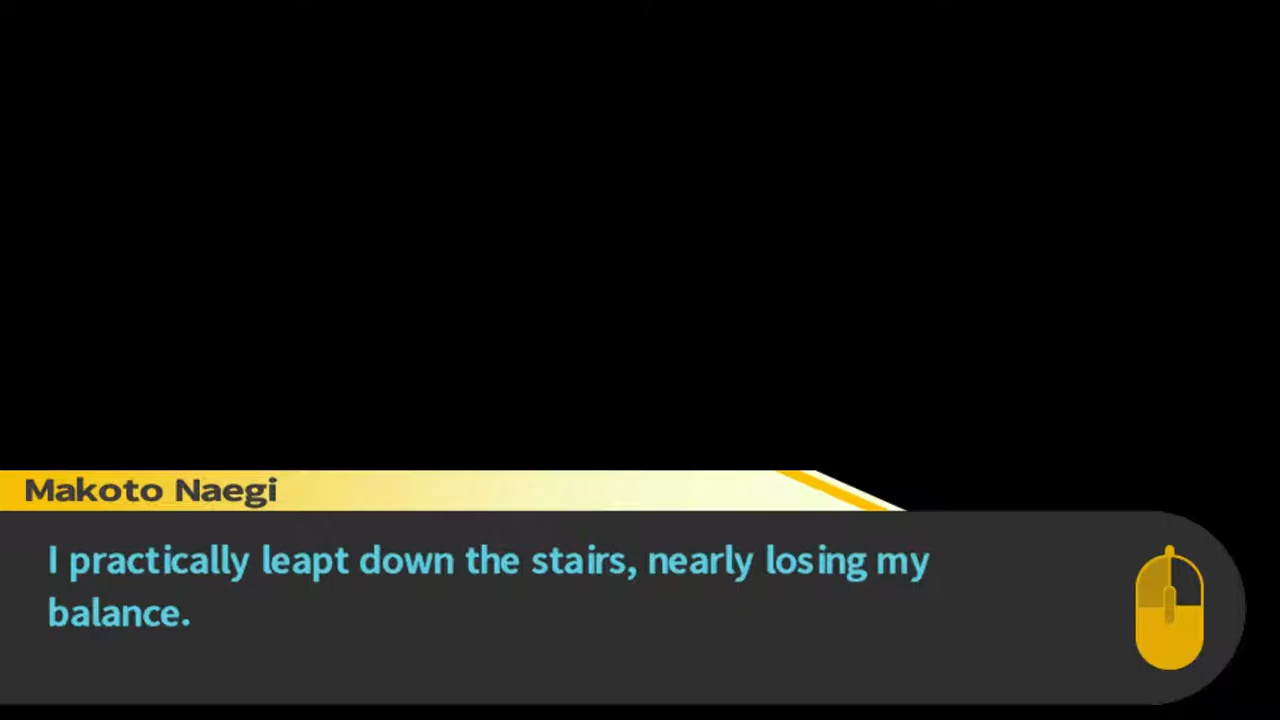 Makoto Naegi
I practically leapt down the stairs, nearly losing my
balance.